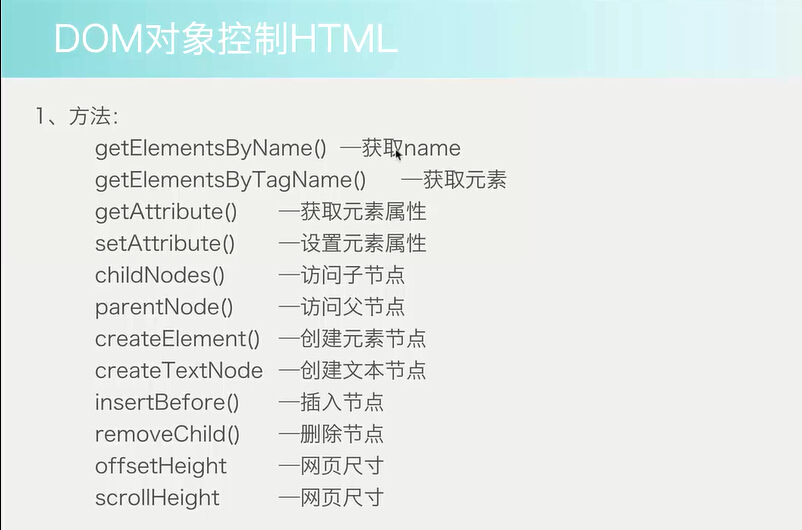 DOM对象控制HTML
1、方法：
getElementsByName() —获取name
getElementsByTagName() —获取元素
getAttribute() —获取元素属性
setAttribute() —设置元素属性
childNodes() —访问子节点
parentNode() —访问父节点
createElement() —创建元素节点
createTextNode —创建文本节点
insertBefore() —插入节点
removeChild() —删除节点
offsetHeight —网页尺寸
scrollHeight —网页尺寸